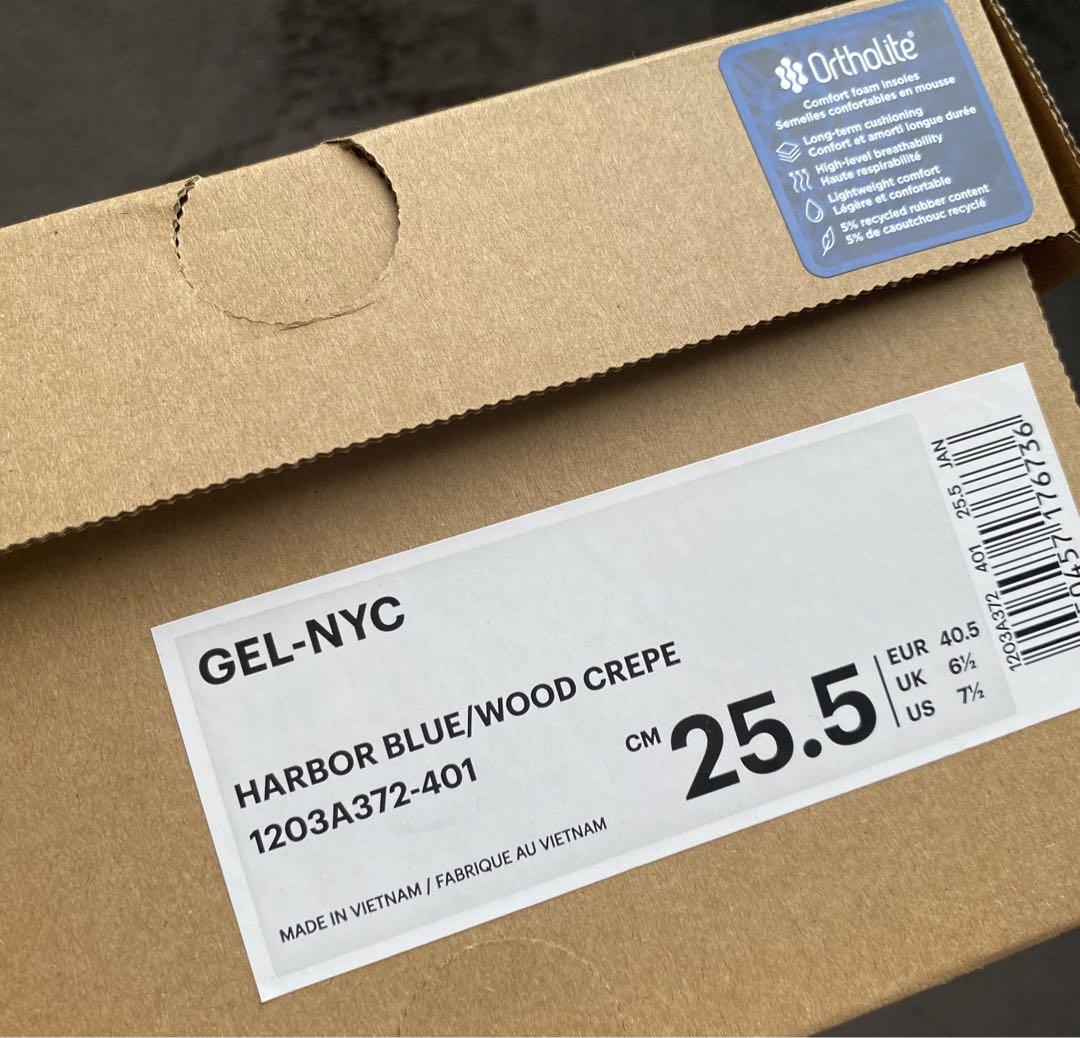 OrthoLite®
Comfort foam insoles
Semelles confortables en mousse
Long-term cushioning
Confort et amorti longue durée
High-level breathability
Haute respirabilité
Lightweight comfort
Légère et confortable
5% recycled rubber content
5% de caoutchouc recyclé
GEL-NYC
HARBOR BLUE/WOOD CREPE
1203A372-401
CM 25.5
EUR 40.5
UK 6½
US 7½
MADE IN VIETNAM / FABRIQUE AU VIETNAM
1203A372 401 25.5 JAN
0457 176736